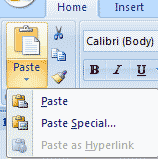 Home Insert
Paste
Calibri (Body)
B I U
Paste
Paste Special...
Paste as Hyperlink